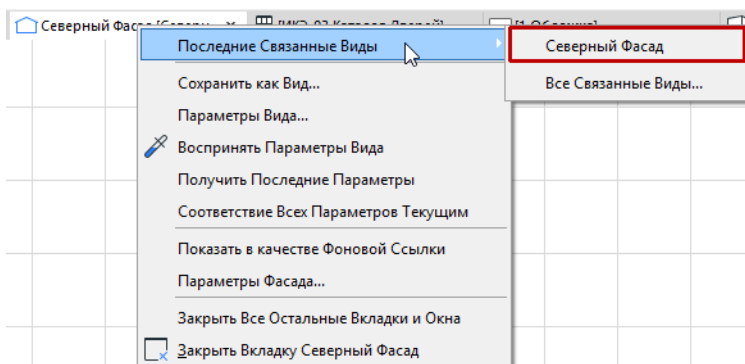 Северный Фас
Последние Связанные Виды
Северный Фасад
Все Связанные Виды...
Сохранить как Вид...
Параметры Вида...
Воспринять Параметры Вида
Получить Последние Параметры
Соответствие Всех Параметров Текущим
Показать в качестве Фоновой Ссылки
Параметры Фасада...
Закрыть Все Остальные Вкладки и Окна
Закрыть Вкладку Северный Фасад